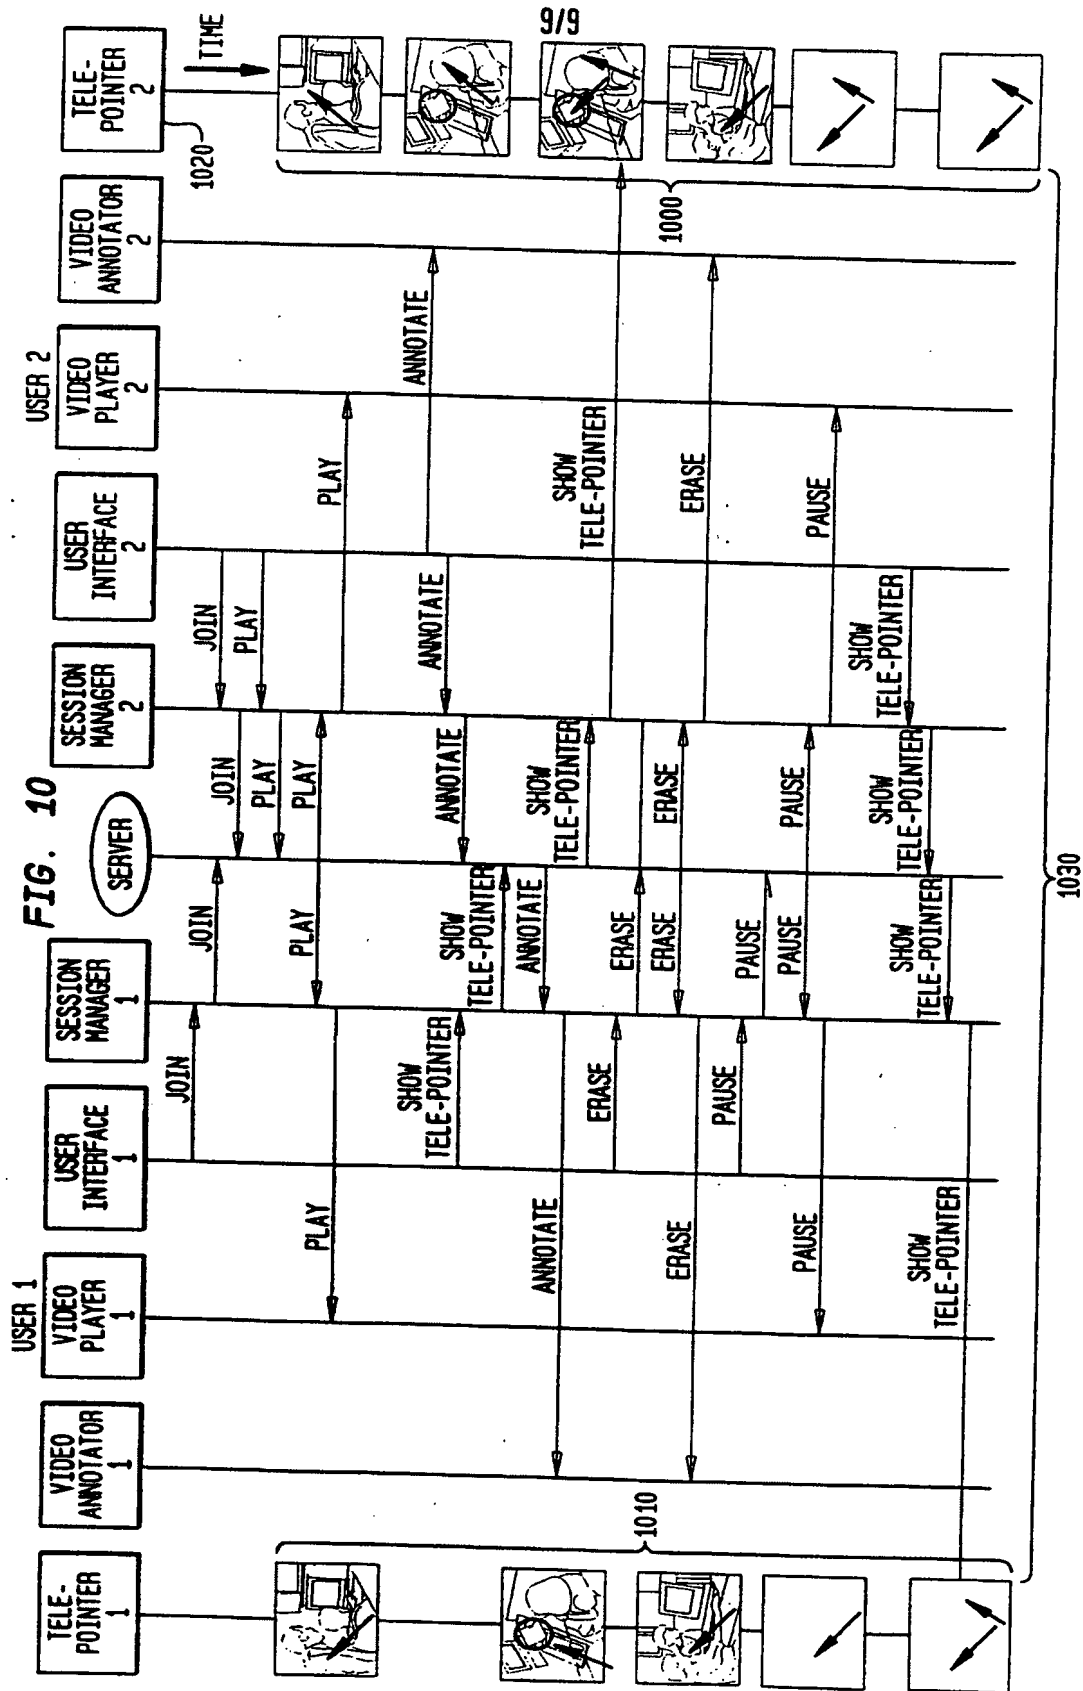 6/6
FIG. 10
USER 1
USER 2
TELE-
POINTER
1
VIDEO
ANNOTATOR
1
VIDEO
PLAYER
1
USER
INTERFACE
1
SESSION
MANAGER
1
SERVER
SESSION
MANAGER
2
USER
INTERFACE
2
VIDEO
PLAYER
2
VIDEO
ANNOTATOR
2
TELE-
POINTER
2
1020
TIME
JOIN
JOIN
JOIN
JOIN
PLAY
PLAY
PLAY
PLAY
PLAY
PLAY
ANNOTATE
ANNOTATE
ANNOTATE
SHOW
TELE-POINTER
SHOW
TELE-POINTER
ANNOTATE
ANNOTATE
SHOW
TELE-POINTER
SHOW
TELE-POINTER
ERASE
ERASE
ERASE
ERASE
ERASE
ERASE
PAUSE
PAUSE
PAUSE
PAUSE
PAUSE
PAUSE
SHOW
TELE-POINTER
SHOW
TELE-POINTER
SHOW
TELE-POINTER
SHOW
TELE-POINTER
1010
1000
1030